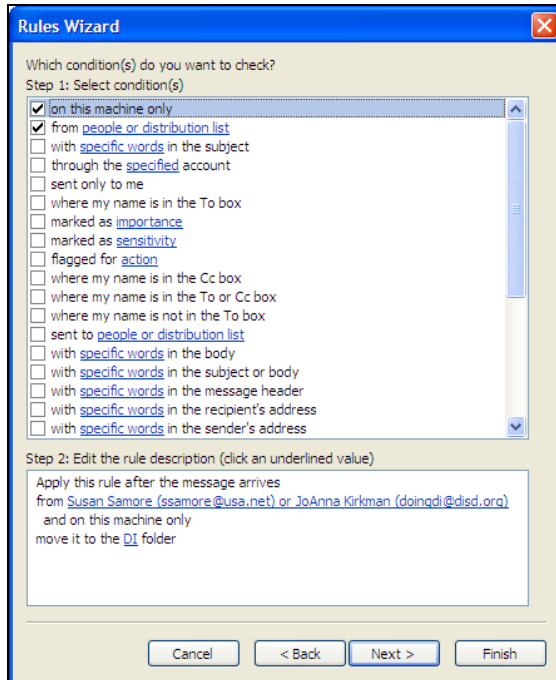 Rules Wizard
Which condition(s) do you want to check?
Step 1: Select condition(s)
on this machine only
from people or distribution list
with specific words in the subject
through the specified account
sent only to me
where my name is in the To box
marked as importance
marked as sensitivity
flagged for action
where my name is in the Cc box
where my name is in the To or Cc box
where my name is not in the To box
sent to people or distribution list
with specific words in the body
with specific words in the subject or body
with specific words in the message header
with specific words in the recipient's address
with specific words in the sender's address
Step 2: Edit the rule description (click an underlined value)
Apply this rule after the message arrives
from Susan Samore (ssamore@usa.net) or JoAnna Kirkman (doingdi@disd.org)
and on this machine only
move it to the DI folder
Cancel
< Back
Next >
Finish